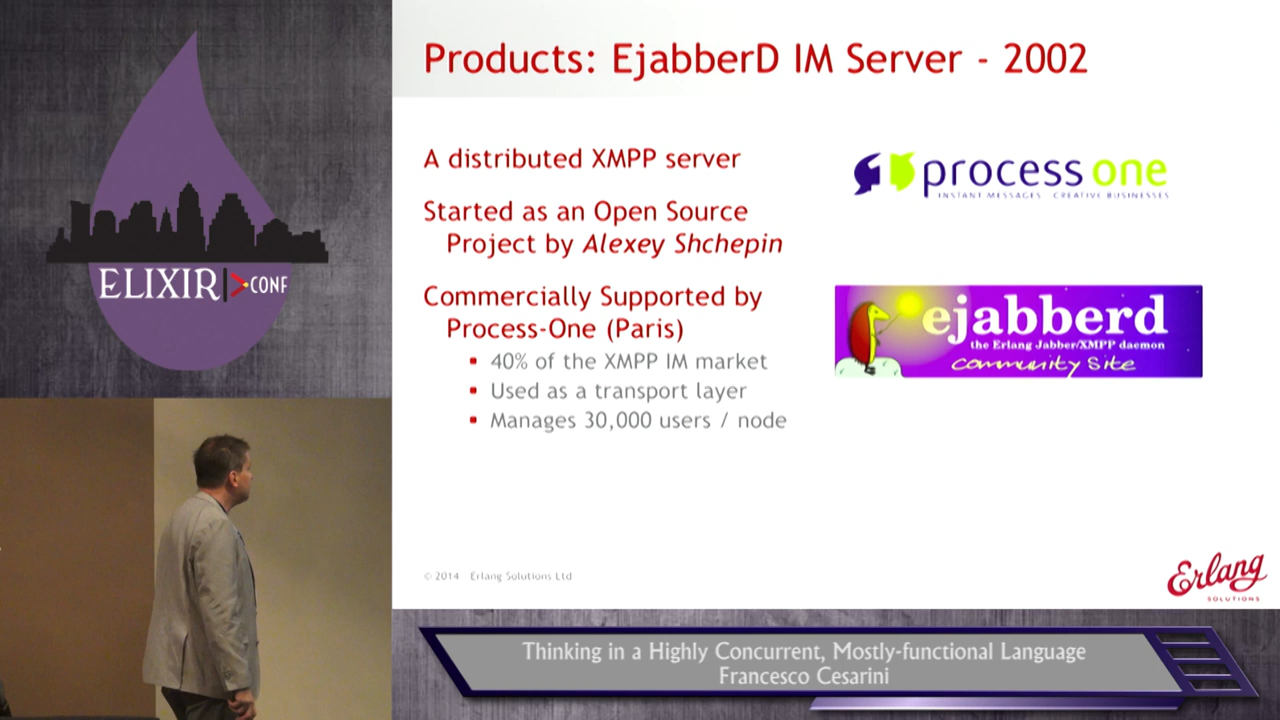 ELIXIR CONF
Products: EjabberD IM Server - 2002
A distributed XMPP server
Started as an Open Source
Project by Alexey Shchepin
Commercially Supported by
Process-One (Paris)
▪ 40% of the XMPP IM market
▪ Used as a transport layer
▪ Manages 30,000 users / node
process one
INSTANT MESSAGES CREATIVE BUSINESSES
ejabberd
the Erlang Jabber/XMPP daemon
community Site
© 2014 Erlang Solutions Ltd
Erlang
SOLUTIONS
Thinking in a Highly Concurrent, Mostly-functional Language
Francesco Cesarini